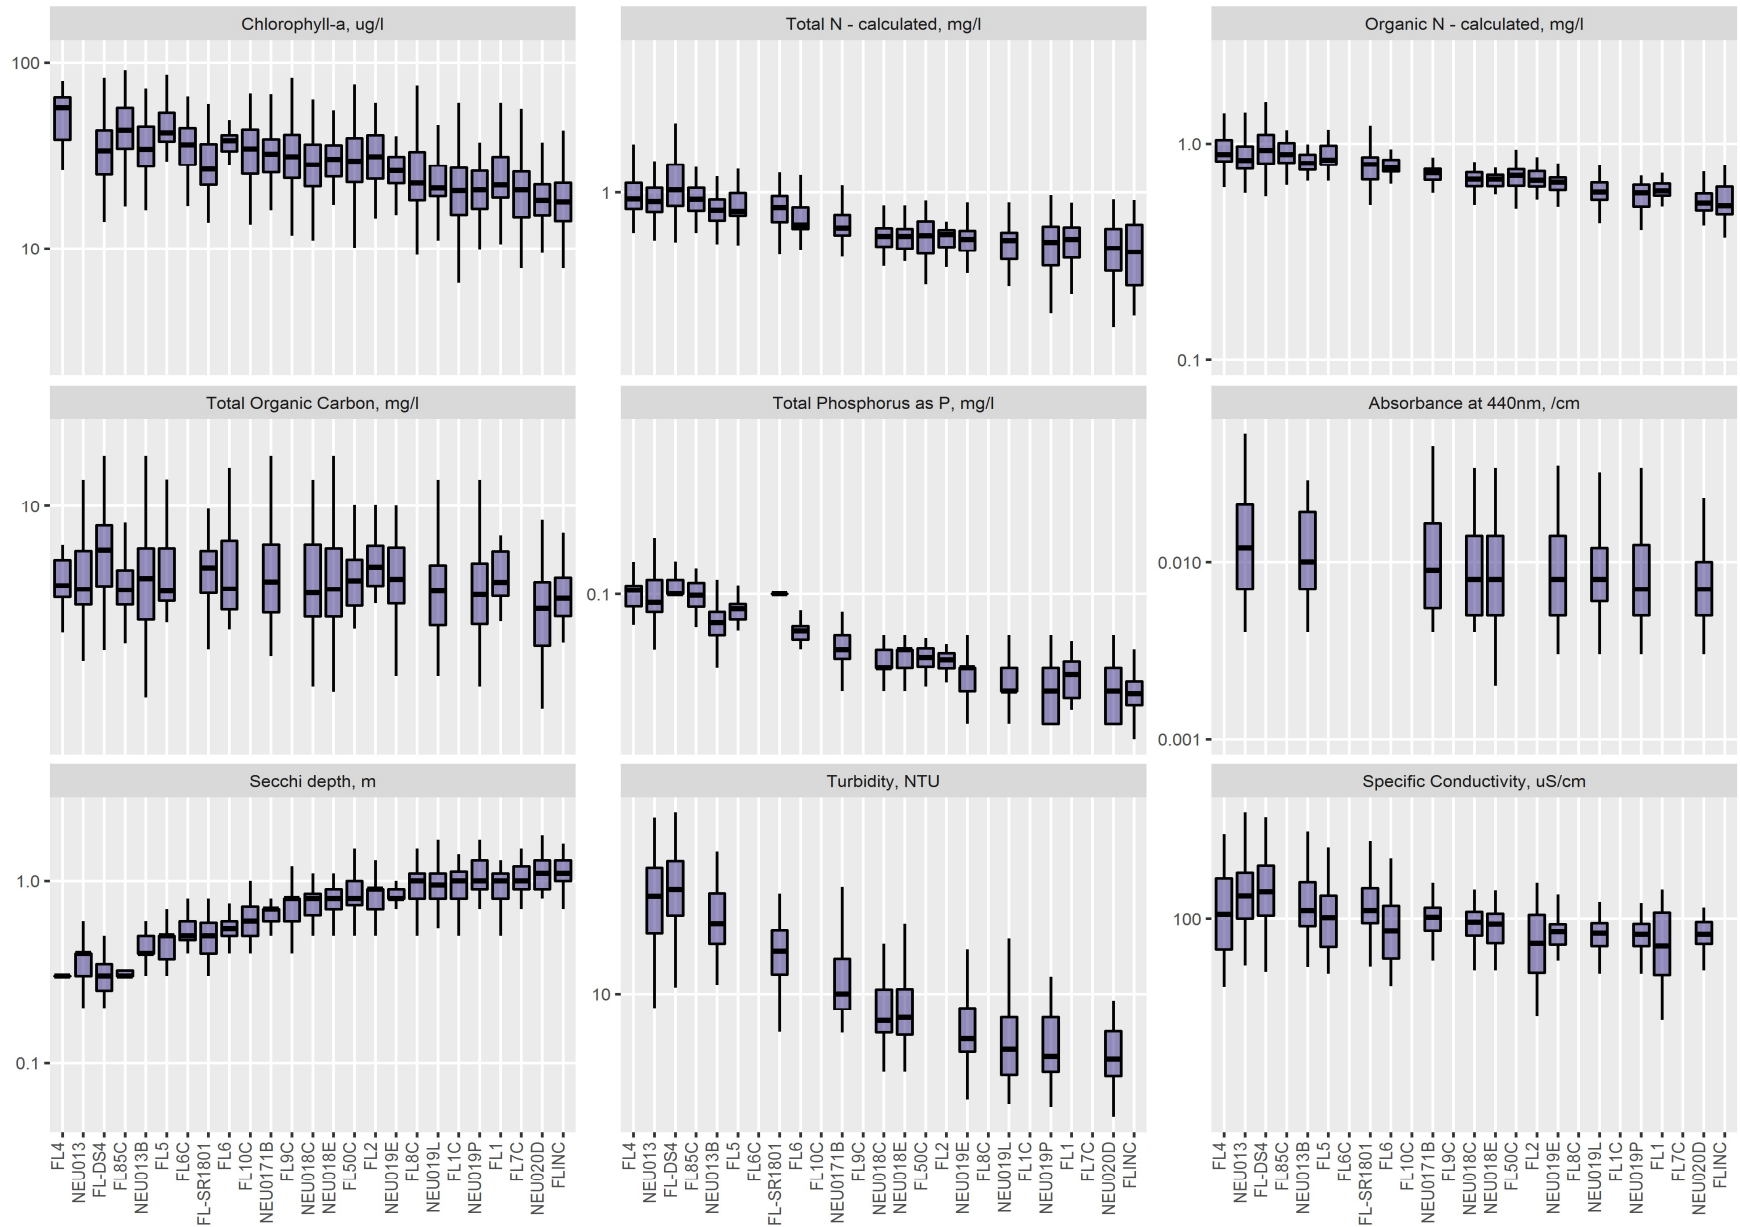 Chlorophyll-a, ug/l
Total N - calculated, mg/l
Organic N - calculated, mg/l
100
10
1
1.0
0.1
Total Organic Carbon, mg/l
Total Phosphorus as P, mg/l
Absorbance at 440nm, /cm
10
0.1
0.010
0.001
Secchi depth, m
Turbidity, NTU
Specific Conductivity, uS/cm
1.0
0.1
10
100
FL4
NEU013
FL-DS4
FL85C
NEU013B
FL5
FL6C
FL-SR1801
FL6
FL10C
NEU0171B
FL9C
NEU018C
NEU018E
FL50C
FL2
NEU019E
FL8C
NEU019L
FL1C
NEU019P
FL11
FL7C
NEU020D
FLINC
FL4
NEU013
FL-DS4
FL85C
NEU013B
FL5
FL6C
FL-SR1801
FL6
FL10C
NEU0171B
FL9C
NEU018C
NEU018E
FL50C
FL2
NEU019E
FL8C
NEU019L
FL1C
NEU019P
FL11
FL7C
NEU020D
FLINC
FL4
NEU013
FL-DS4
FL85C
NEU013B
FL5
FL6C
FL-SR1801
FL6
FL10C
NEU0171B
FL9C
NEU018C
NEU018E
FL50C
FL2
NEU019E
FL8C
NEU019L
FL1C
NEU019P
FL11
FL7C
NEU020D
FLINC